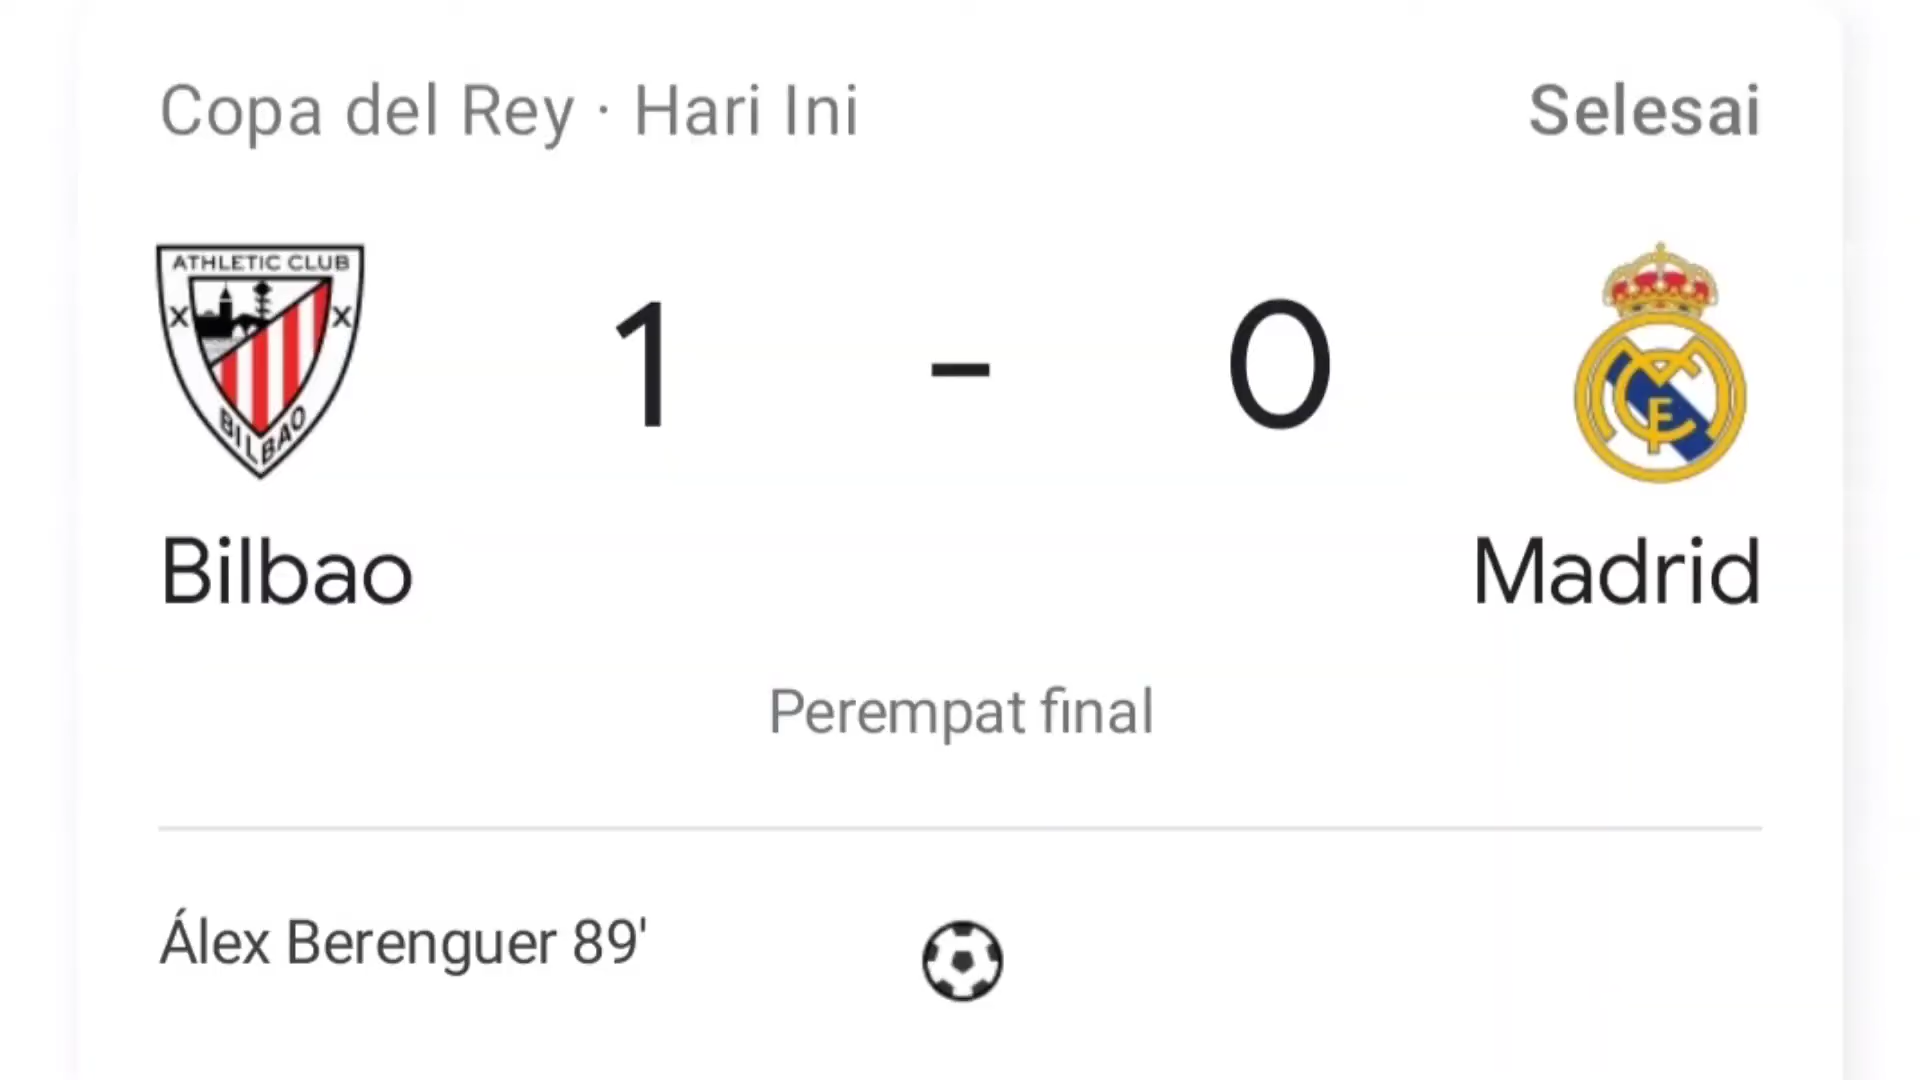 Copa del Rey · Hari Ini
Selesai
ATHLETIC CLUB
BILBAO
1 - 0
Bilbao
Madrid
Perempat final
Álex Berenguer 89'